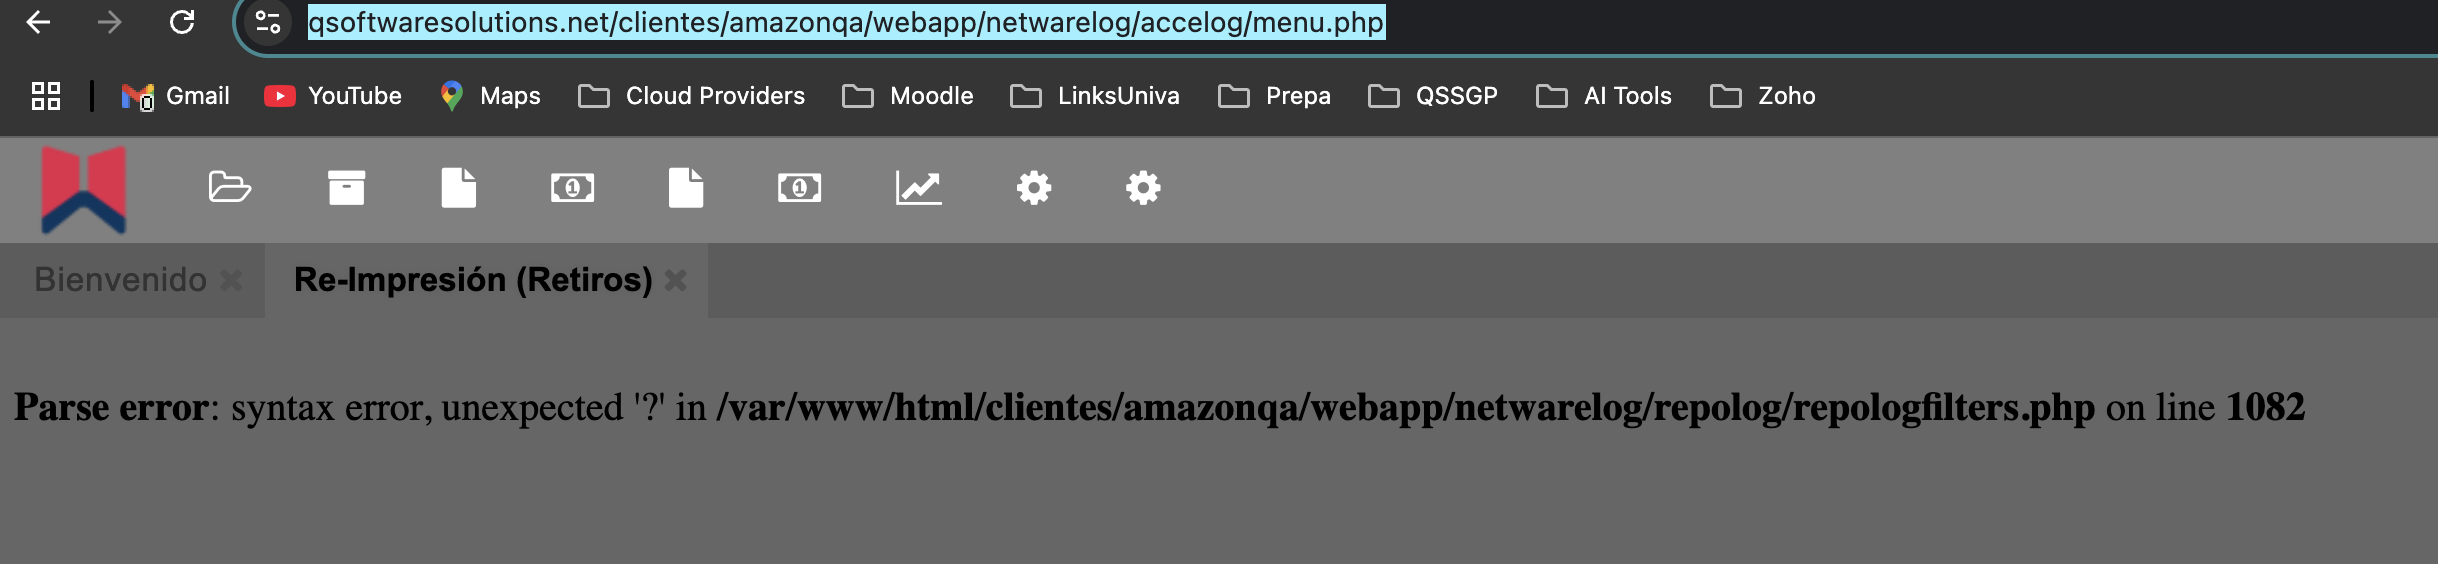 qsoftwaresolutions.net/clientes/amazonqa/webapp/netwarelog/accelog/menu.php
Gmail YouTube Maps Cloud Providers Moodle LinksUniva Prepa QSSGP AI Tools Zoho
Bienvenido Re-Impresión (Retiros)
Parse error: syntax error, unexpected '?' in /var/www/html/clientes/amazonqa/webapp/netwarelog/repolog/repologfilters.php on line 1082